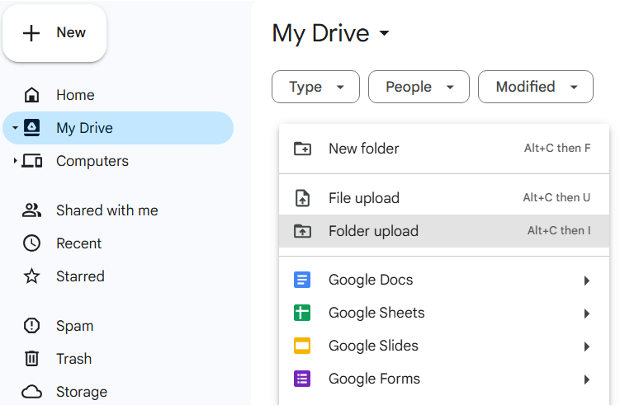 New
Home
My Drive
Computers
Shared with me
Recent
Starred
Spam
Trash
Storage
My Drive
Type People Modified
New folder Alt+C then F
File upload Alt+C then U
Folder upload Alt+C then I
Google Docs
Google Sheets
Google Slides
Google Forms